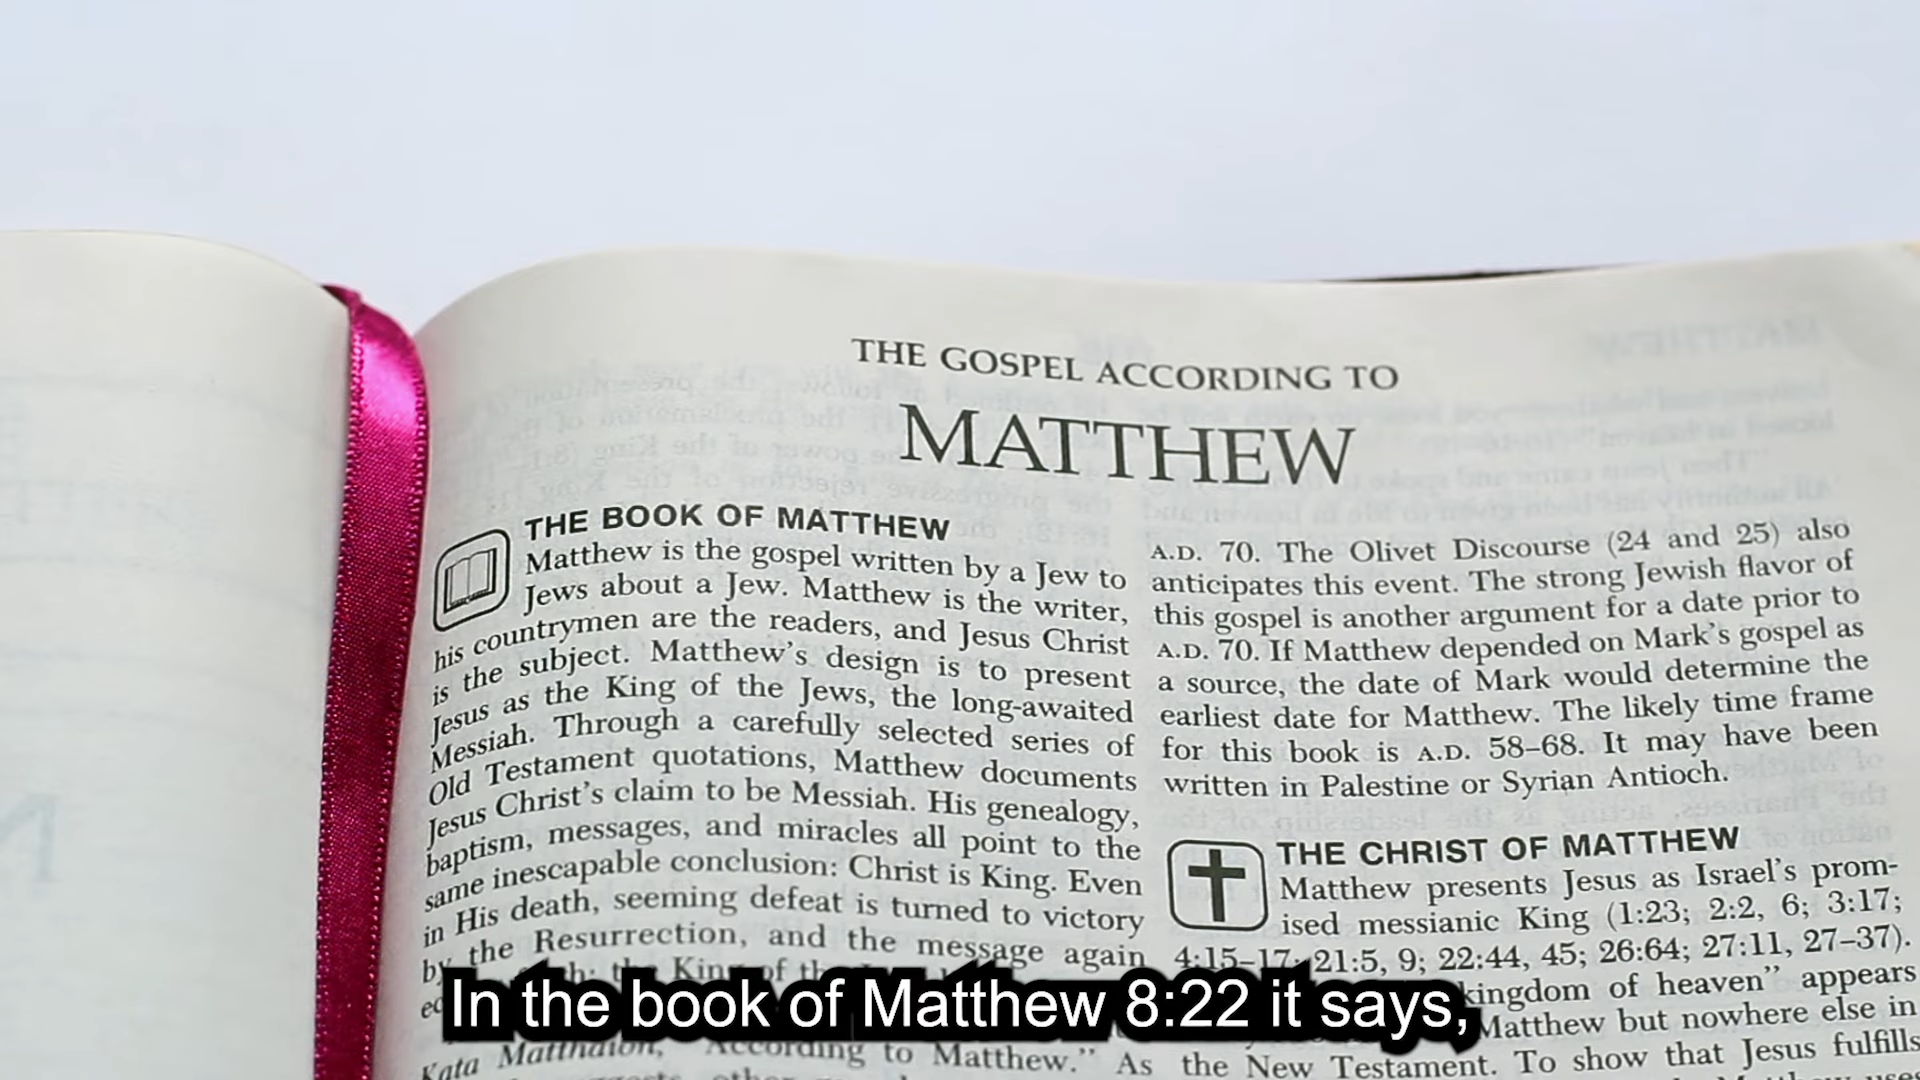 THE GOSPEL ACCORDING TO
MATTHEW
THE BOOK OF MATTHEW
Matthew is the gospel written by a Jew to
Jews about a Jew. Matthew is the writer,
his countrymen are the readers, and Jesus Christ
is the subject. Matthew's design is to present
Jesus as the King of the Jews, the long-awaited
Messiah. Through a carefully selected series of
Old Testament quotations, Matthew documents
Jesus Christ's claim to be Messiah. His genealogy,
baptism, messages, and miracles all point to the
same inescapable conclusion: Christ is King. Even
in His death, seeming defeat is turned to victory
by the Resurrection, and the message again
the King of
Kata Matthaion, "According to Matthew." As
A.D. 70. The Olivet Discourse (24 and 25) also
anticipates this event. The strong Jewish flavor of
this gospel is another argument for a date prior to
A.D. 70. If Matthew depended on Mark's gospel as
a source, the date of Mark would determine the
earliest date for Matthew. The likely time frame
for this book is A.D. 58–68. It may have been
written in Palestine or Syrian Antioch.
THE CHRIST OF MATTHEW
Matthew presents Jesus as Israel's prom-
ised messianic King (1:23; 2:2, 6; 3:17;
4:15–17; 21:5, 9; 22:44, 45; 26:64; 27:11, 27–37).
kingdom of heaven" appears
Matthew but nowhere else in
the New Testament. To show that Jesus fulfills
In the book of Matthew 8:22 it says,